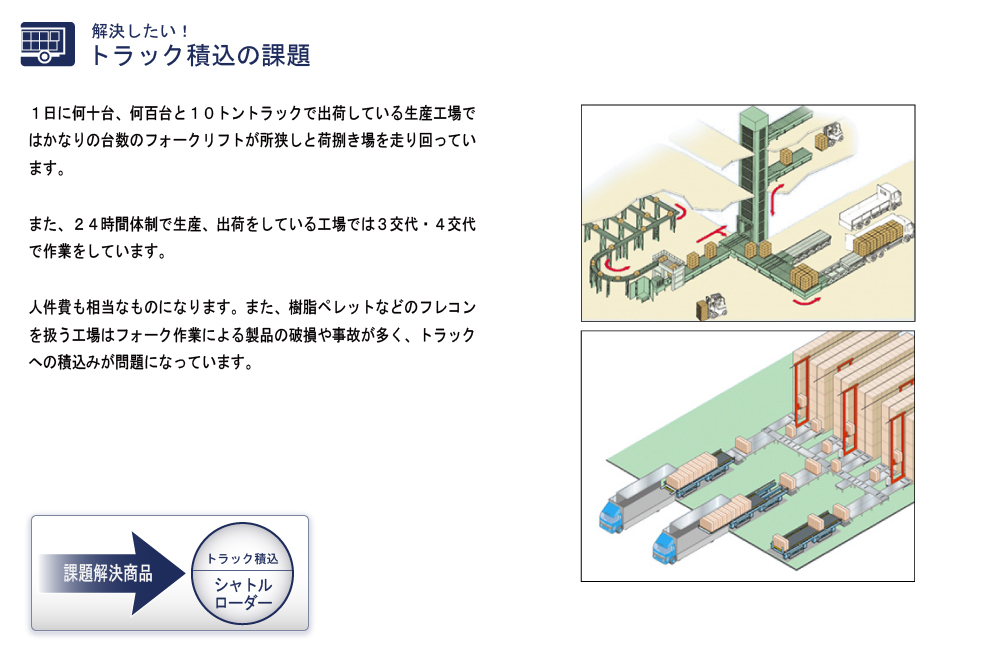 解決したい！
トラック積込の課題
１日に何十台、何百台と１０トントラックで出荷している生産工場で
はかなりの台数のフォークリフトが所狭しと荷捌き場を走り回ってい
ます。
また、２４時間体制で生産、出荷をしている工場では３交代・４交代
で作業をしています。
人件費も相当なものになります。また、樹脂ペレットなどのフレコン
を扱う工場はフォーク作業による製品の破損や事故が多く、トラック
への積込みが問題になっています。
課題解決商品
トラック積込
シャトル
ローダー